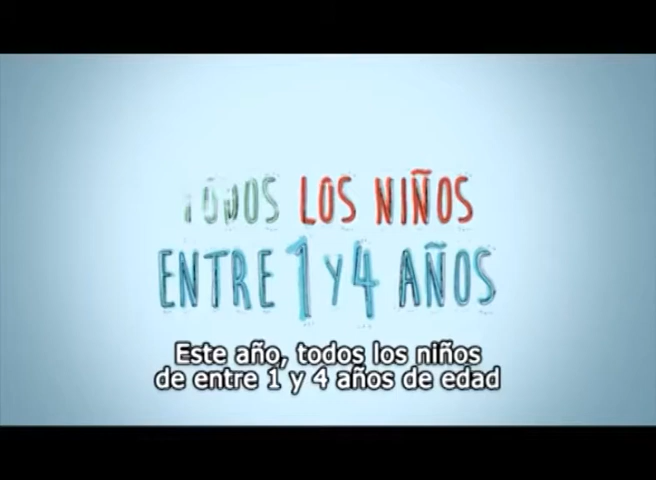 TODOS LOS NIÑOS
ENTRE 1 Y 4 AÑOS
Este año, todos los niños
de entre 1 y 4 años de edad